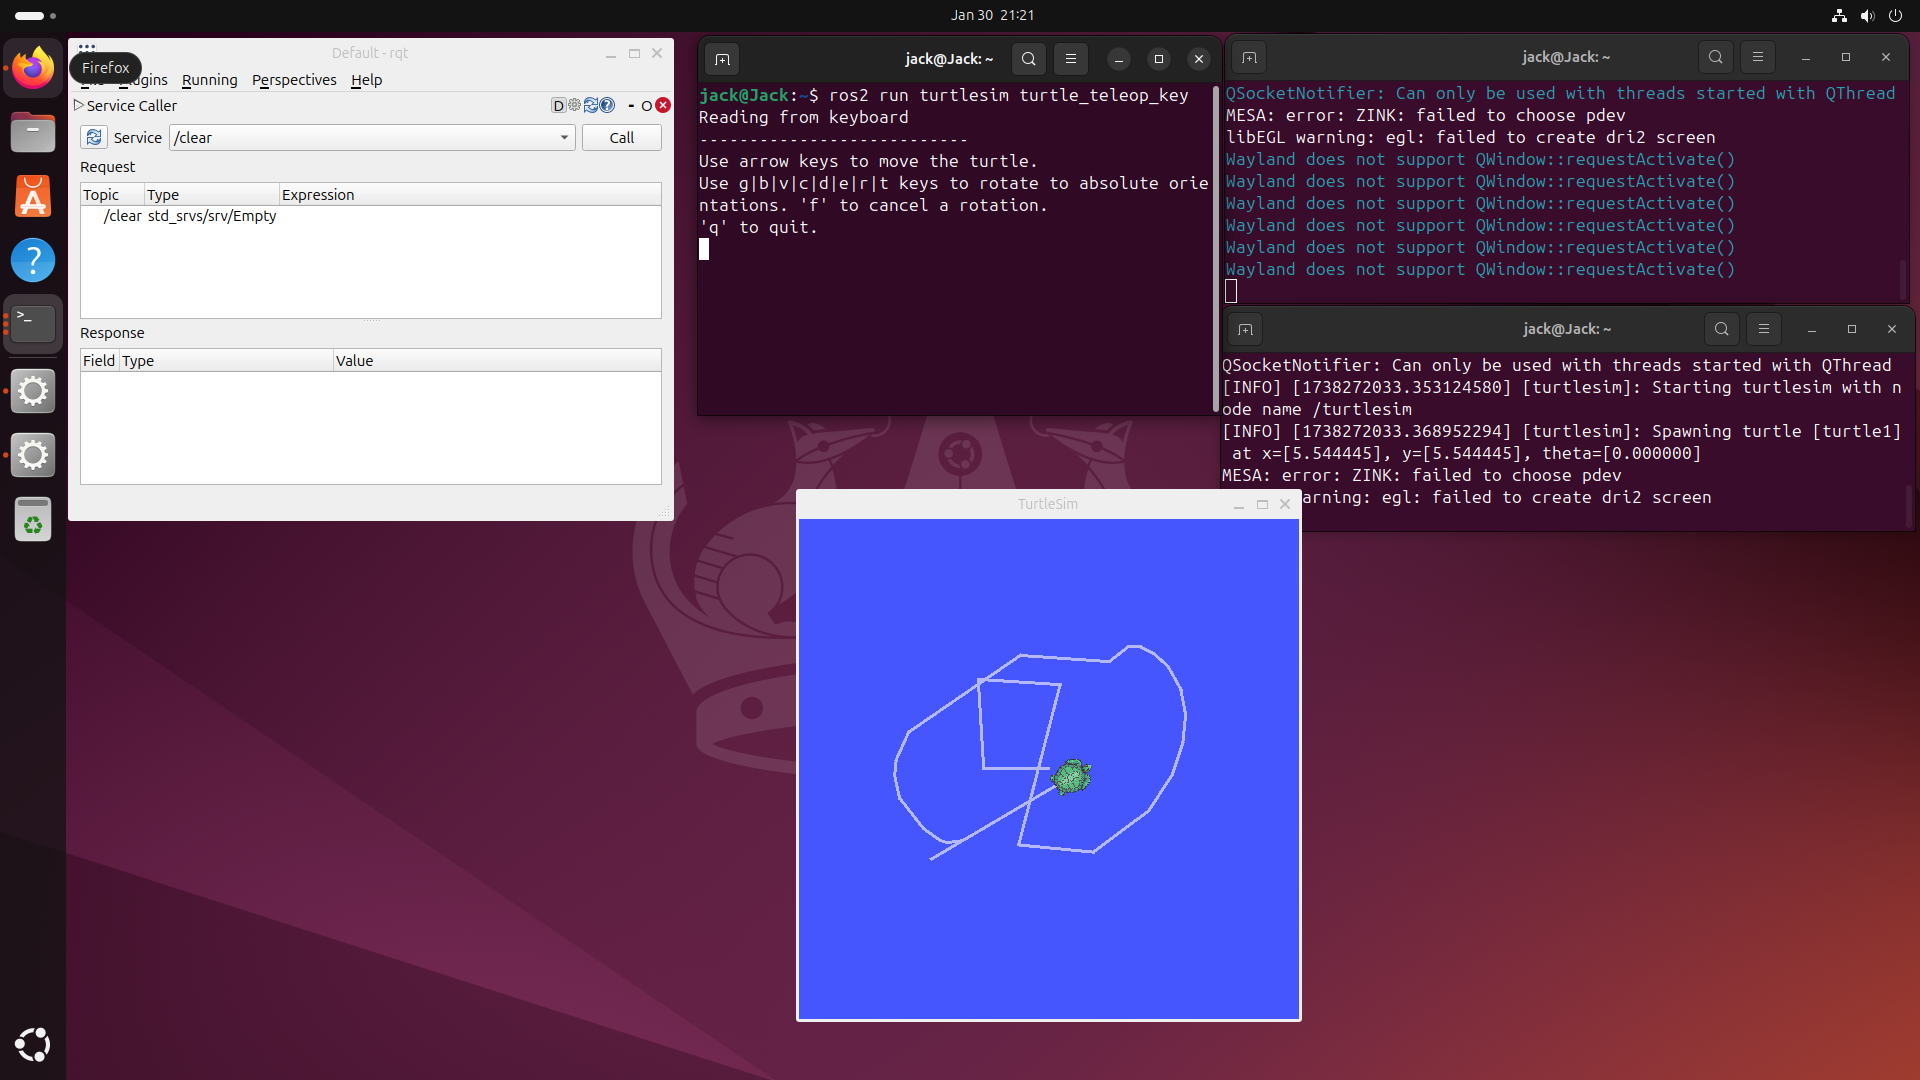 Jan 30 21:21
Default - rqt
Firefox
Plugins Running Perspectives Help
Service Caller
D - O
Service /clear Call
Request
Topic Type Expression
/clear std_srvs/srv/Empty
Response
Field Type Value
jack@Jack: ~
jack@Jack:~$ ros2 run turtlesim turtle_teleop_key
Reading from keyboard
---------------------------
Use arrow keys to move the turtle.
Use g|b|v|c|d|e|r|t keys to rotate to absolute orie
ntations. 'f' to cancel a rotation.
'q' to quit.
jack@Jack: ~
QSocketNotifier: Can only be used with threads started with QThread
MESA: error: ZINK: failed to choose pdev
libEGL warning: egl: failed to create dri2 screen
Wayland does not support QWindow::requestActivate()
Wayland does not support QWindow::requestActivate()
Wayland does not support QWindow::requestActivate()
Wayland does not support QWindow::requestActivate()
Wayland does not support QWindow::requestActivate()
Wayland does not support QWindow::requestActivate()
jack@Jack: ~
QSocketNotifier: Can only be used with threads started with QThread
[INFO] [1738272033.353124580] [turtlesim]: Starting turtlesim with n
ode name /turtlesim
[INFO] [1738272033.368952294] [turtlesim]: Spawning turtle [turtle1]
at x=[5.544445], y=[5.544445], theta=[0.000000]
MESA: error: ZINK: failed to choose pdev
arning: egl: failed to create dri2 screen
TurtleSim